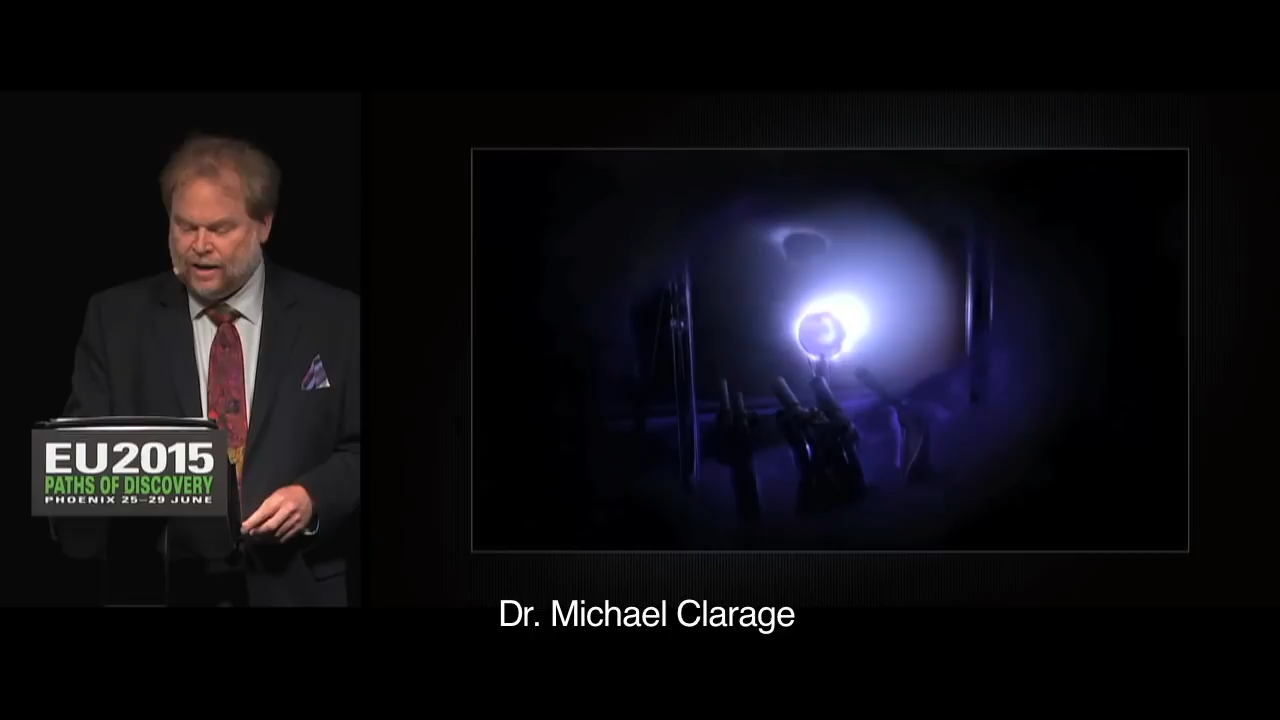 EU2015
PATHS OF DISCOVERY
PHOENIX 25–29 JUNE
Dr. Michael Clarage